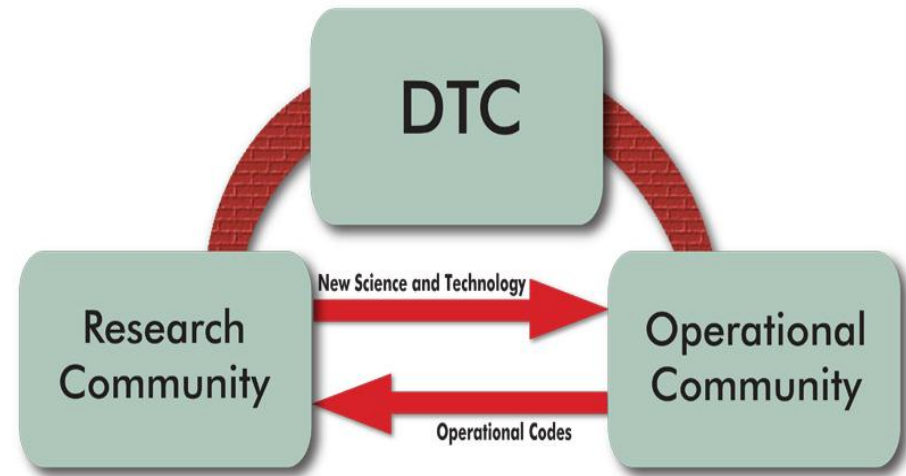 DTC
New Science and Technology
Research
Community
Operational
Community
Operational Codes